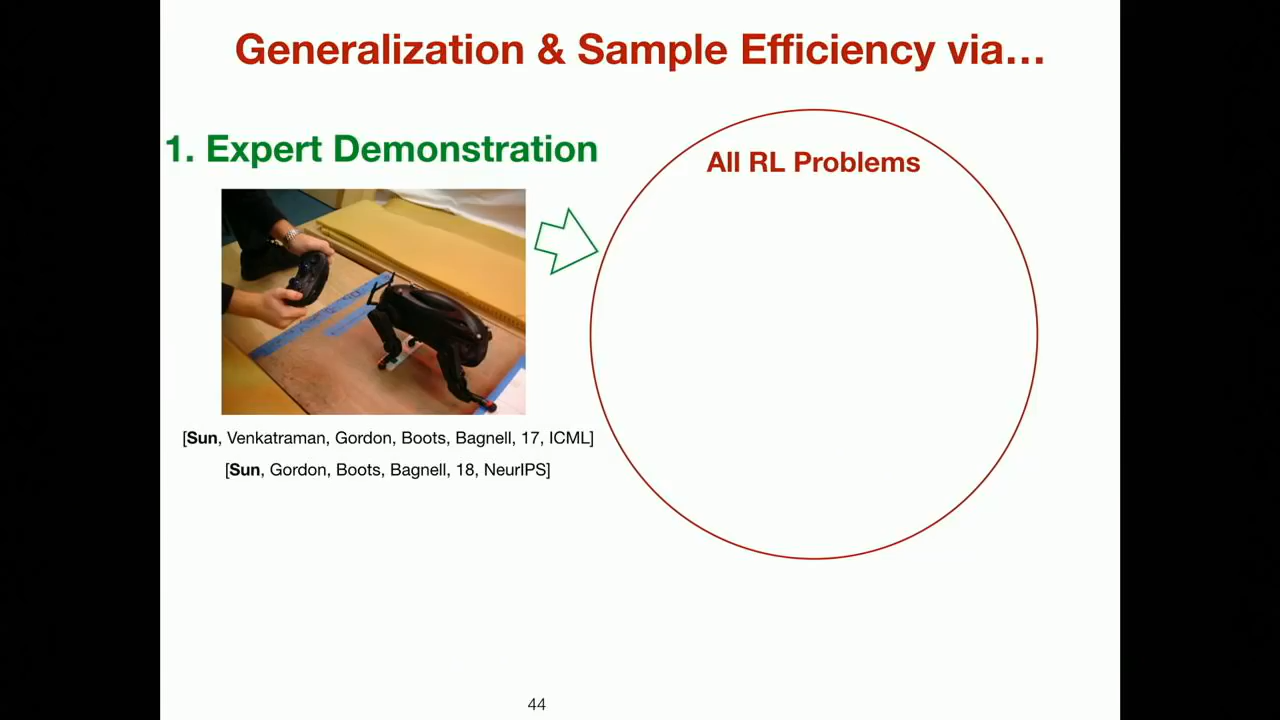 Generalization & Sample Efficiency via…
1. Expert Demonstration
All RL Problems
[Sun, Venkatraman, Gordon, Boots, Bagnell, 17, ICML]
[Sun, Gordon, Boots, Bagnell, 18, NeurIPS]
44